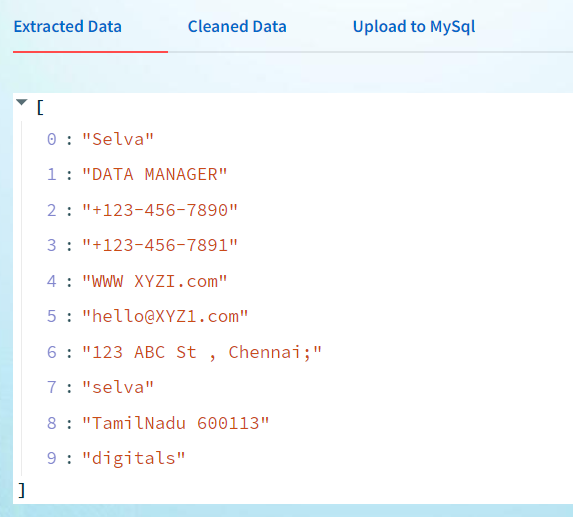 Extracted Data Cleaned Data Upload to MySql
[
0 : "Selva"
1 : "DATA MANAGER"
2 : "+123-456-7890"
3 : "+123-456-7891"
4 : "WWW XYZI.com"
5 : "hello@XYZ1.com"
6 : "123 ABC St , Chennai;"
7 : "selva"
8 : "TamilNadu 600113"
9 : "digitals"
]